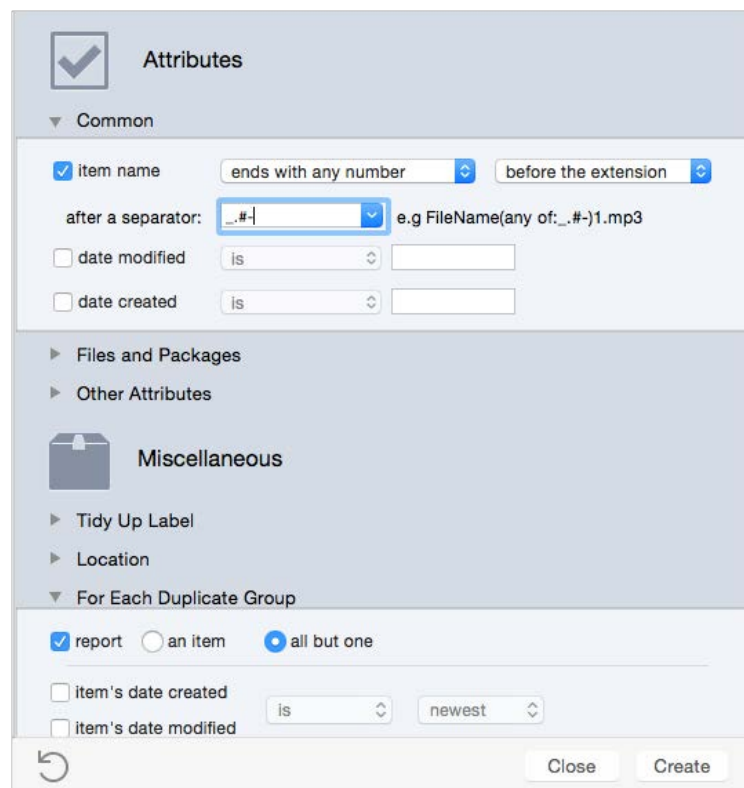 Attributes
Common
item name ends with any number before the extension
after a separator: _.#- e.g FileName(any of:_.#-)1.mp3
date modified is
date created is
Files and Packages
Other Attributes
Miscellaneous
Tidy Up Label
Location
For Each Duplicate Group
report an item all but one
item's date created
is newest
item's date modified
Close Create